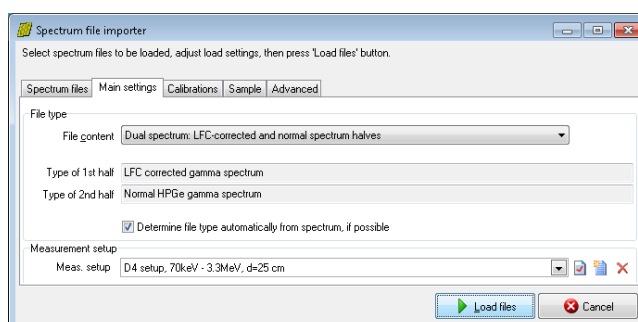 Spectrum file importer
Select spectrum files to be loaded, adjust load settings, then press 'Load files' button.
Spectrum files Main settings Calibrations Sample Advanced
File type
File content Dual spectrum: LFC-corrected and normal spectrum halves
Type of 1st half LFC corrected gamma spectrum
Type of 2nd half Normal HPGe gamma spectrum
Determine file type automatically from spectrum, if possible
Measurement setup
Meas. setup D4 setup, 70keV - 3.3MeV, d=25 cm
Load files Cancel